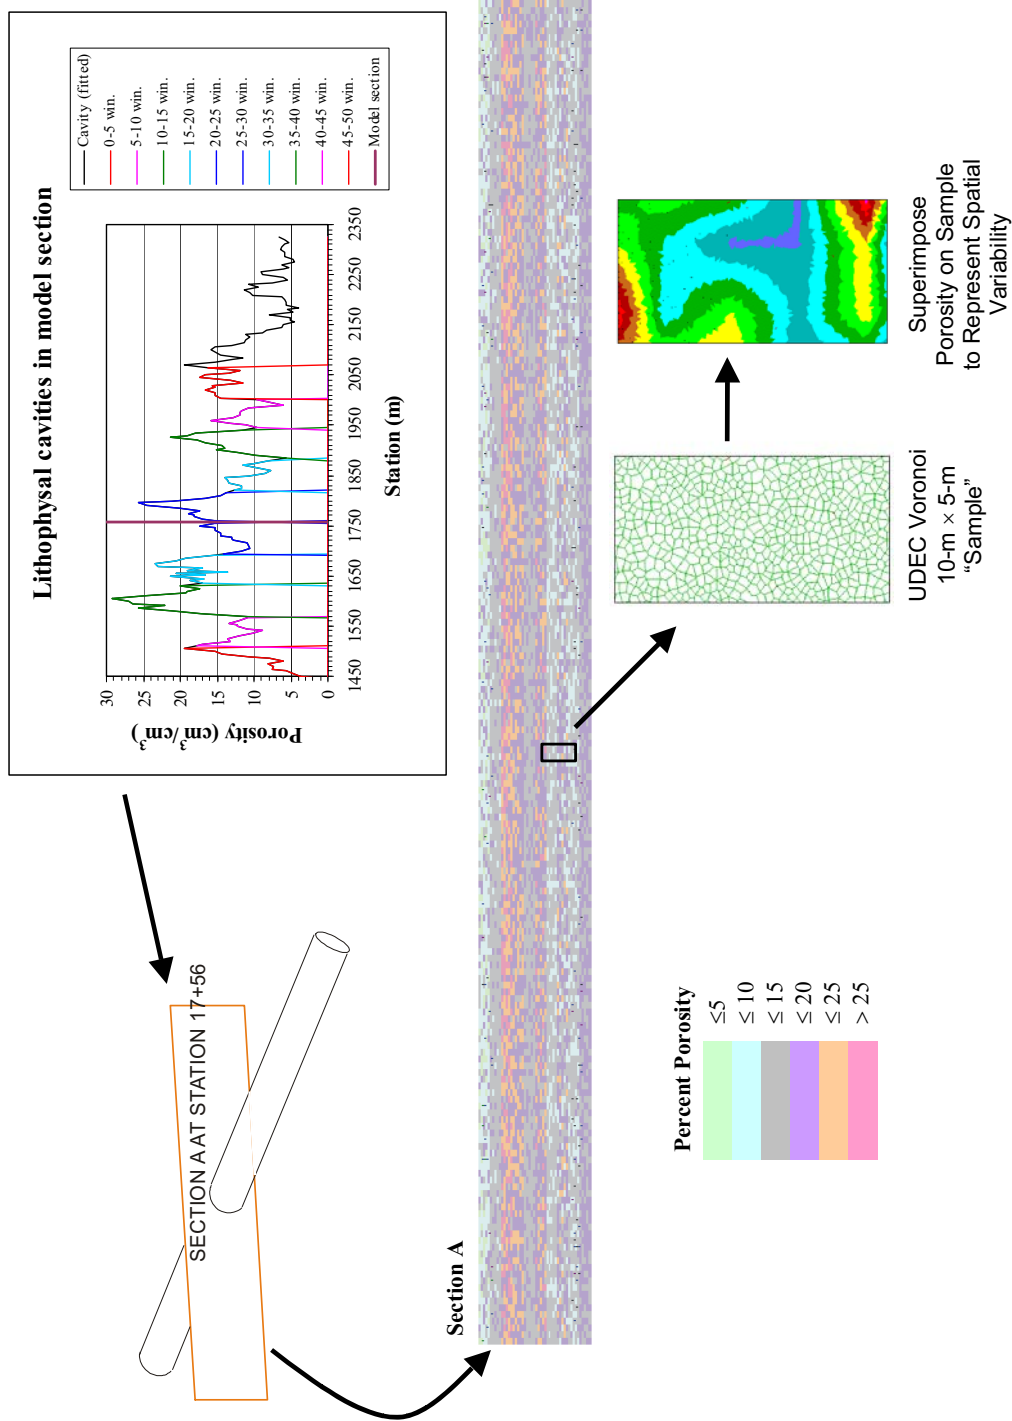 Lithophysal cavities in model section
Porosity (cm³/cm³)
30
25
20
15
10
5
0
1450
1550
1650
1750
1850
1950
2050
2150
2250
2350
Station (m)
Cavity (fitted)
0-5 win.
5-10 win.
10-15 win.
15-20 win.
20-25 win.
25-30 win.
30-35 win.
35-40 win.
40-45 win.
45-50 win.
Model section
SECTION A AT STATION 17+56
Section A
Percent Porosity
≤5
≤ 10
≤ 15
≤ 20
≤ 25
> 25
UDEC Voronoi
10-m × 5-m
“Sample”
Superimpose
Porosity on Sample
to Represent Spatial
Variability